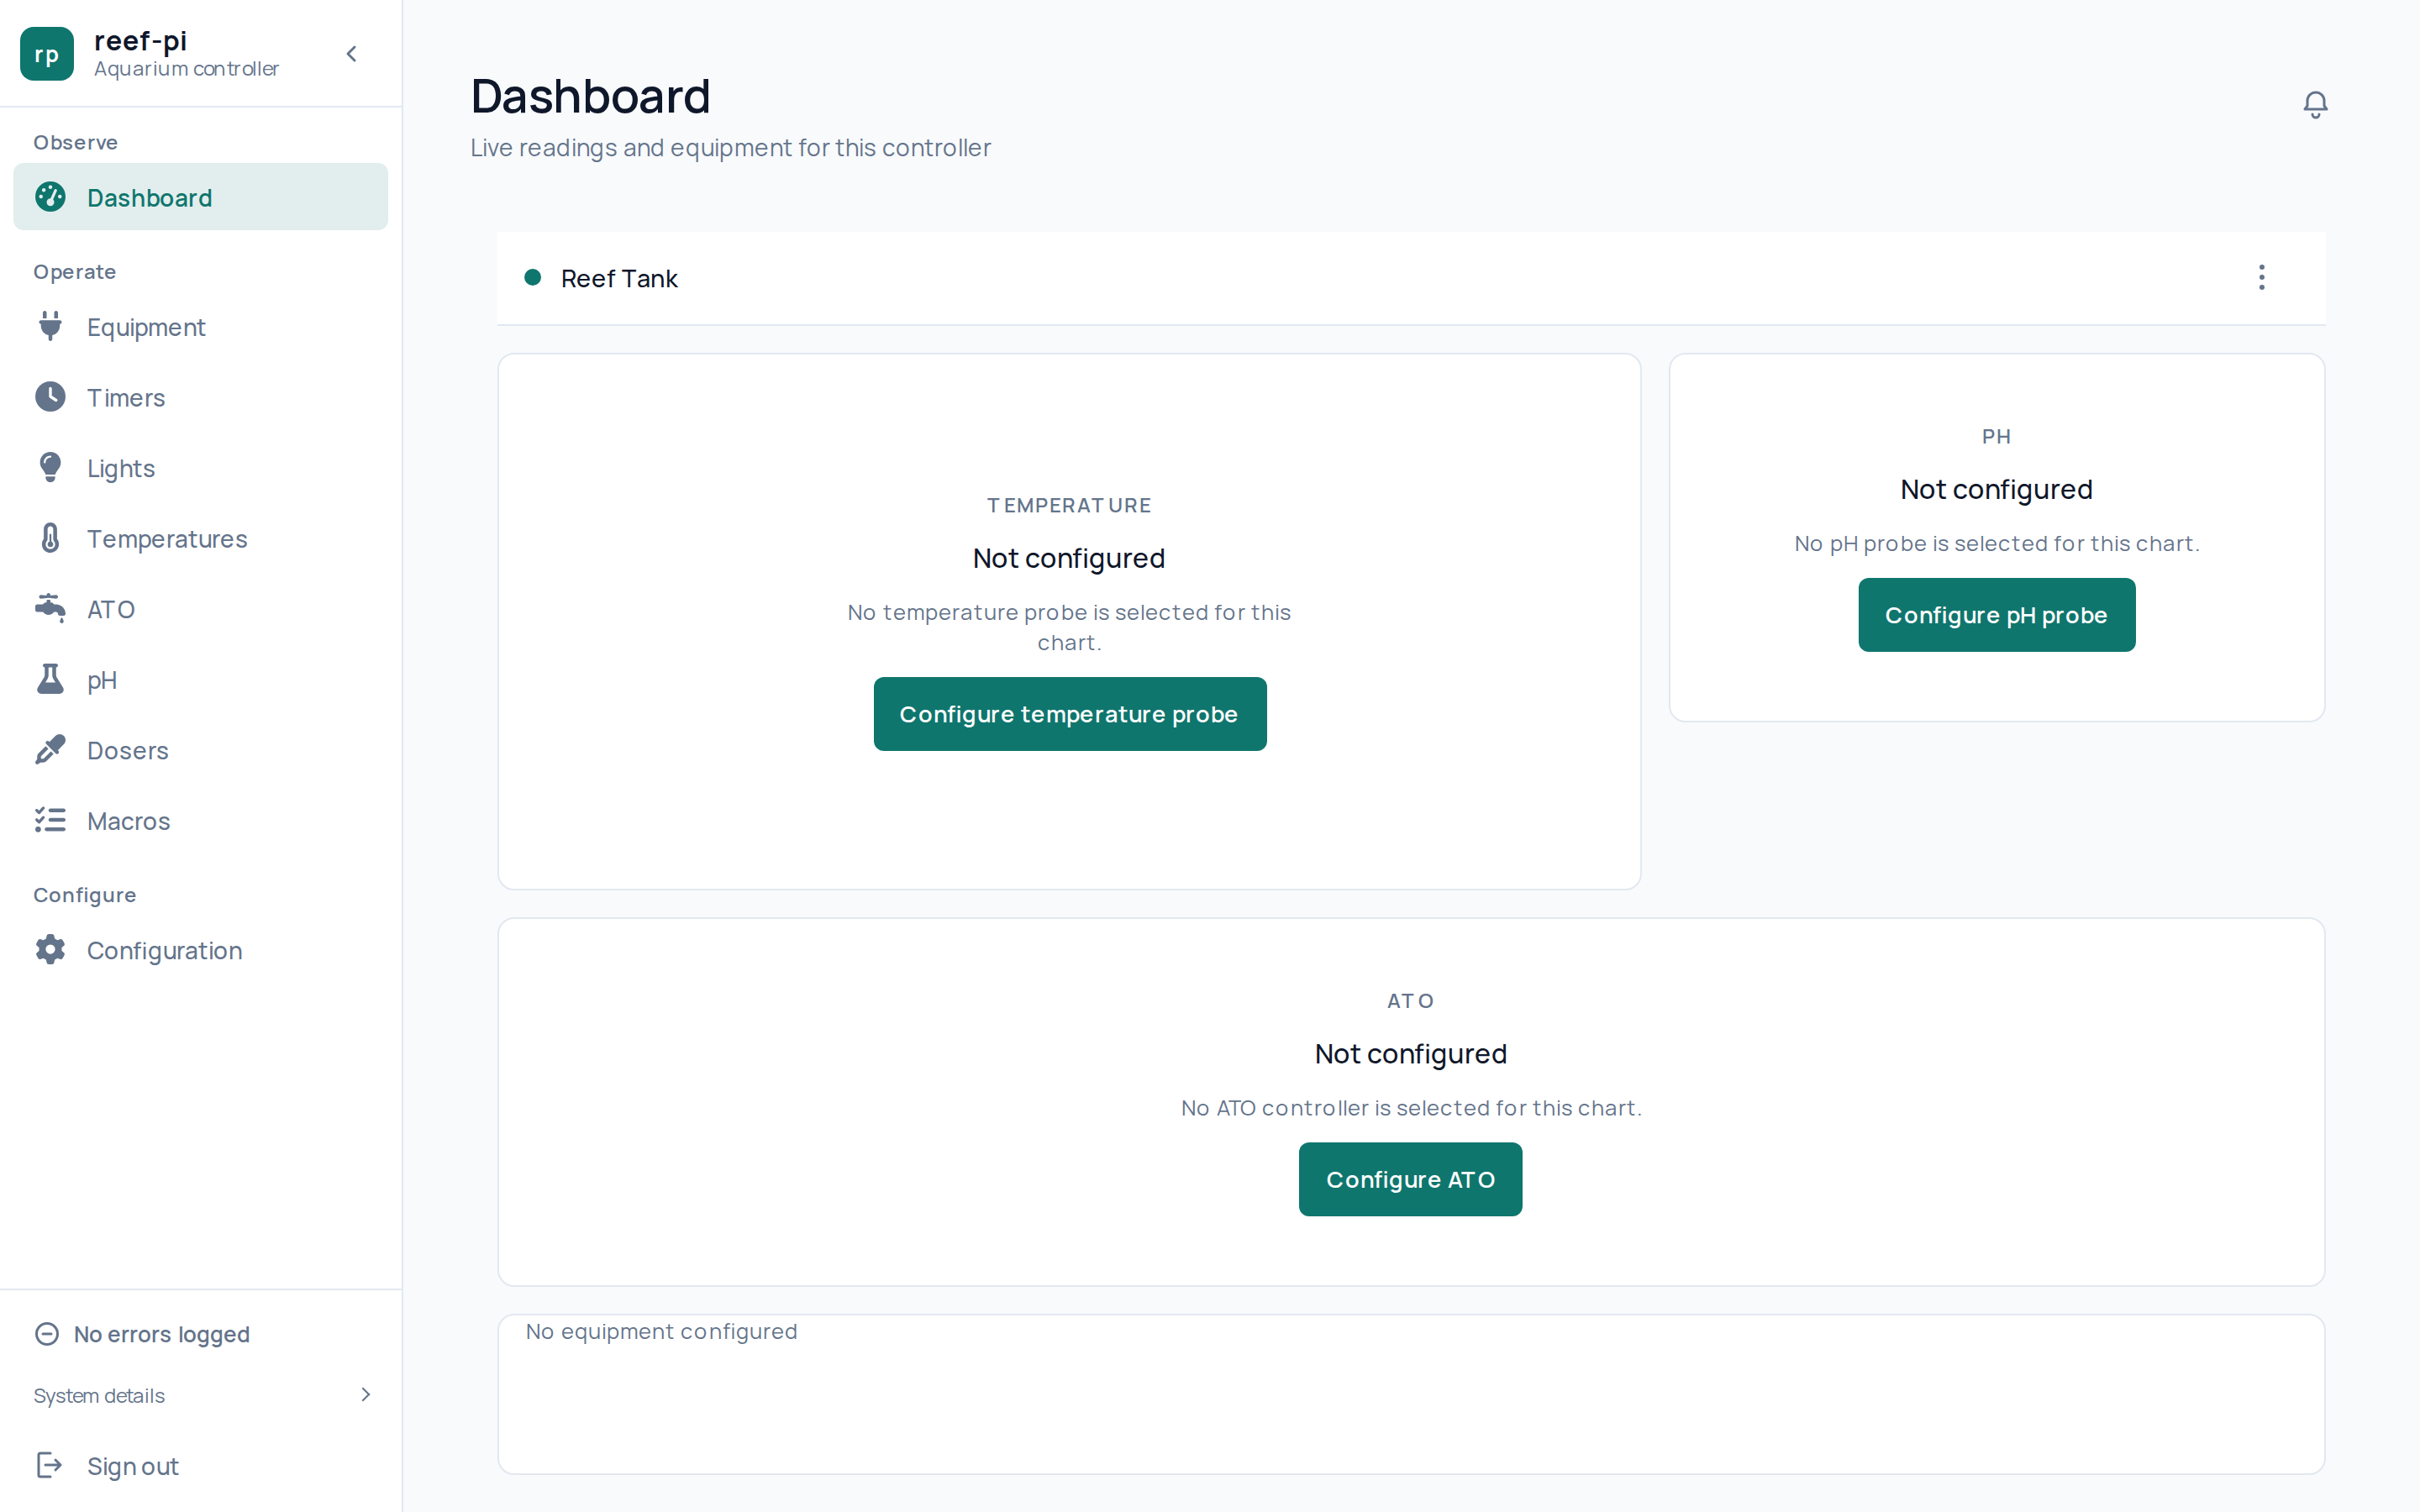 rp
reef-pi
Aquarium controller
Observe
Dashboard
Operate
Equipment
Timers
Lights
Temperatures
ATO
pH
Dosers
Macros
Configure
Configuration
No errors logged
System details
Sign out
Dashboard
Live readings and equipment for this controller
Reef Tank
TEMPERATURE
Not configured
No temperature probe is selected for this
chart.
Configure temperature probe
PH
Not configured
No pH probe is selected for this chart.
Configure pH probe
ATO
Not configured
No ATO controller is selected for this chart.
Configure ATO
No equipment configured